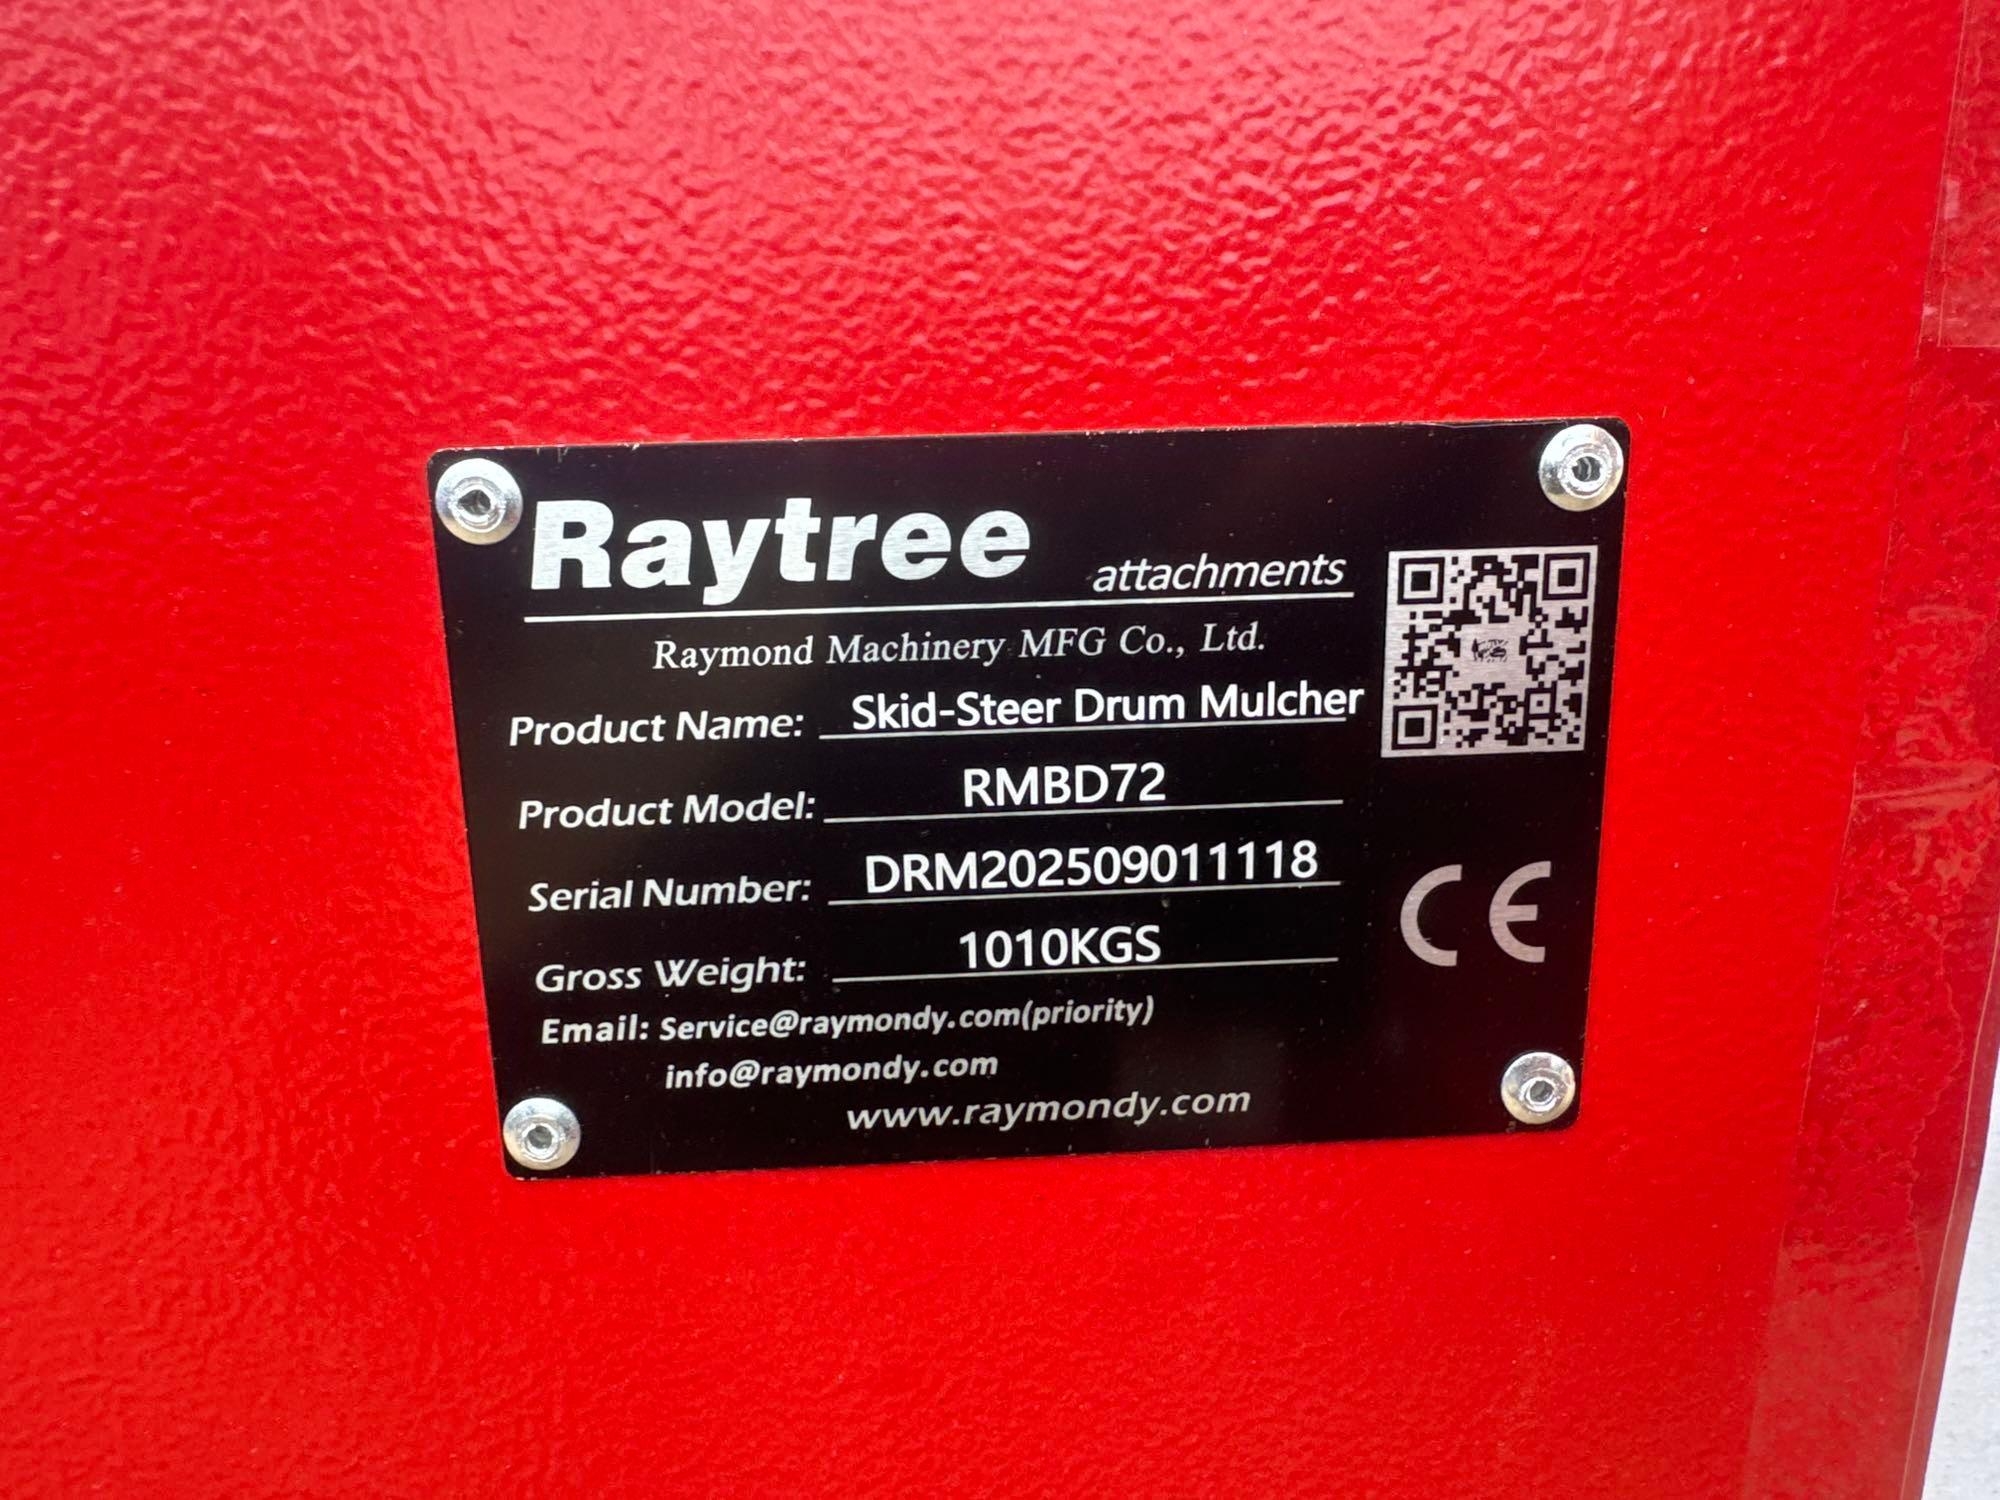 Raytree attachments
Raymond Machinery MFG Co., Ltd.
Product Name: Skid-Steer Drum Mulcher
Product Model: RMBD72
Serial Number: DRM202509011118
Gross Weight: 1010KGS
Email: Service@raymondy.com(priority)
info@raymondy.com
www.raymondy.com
CE